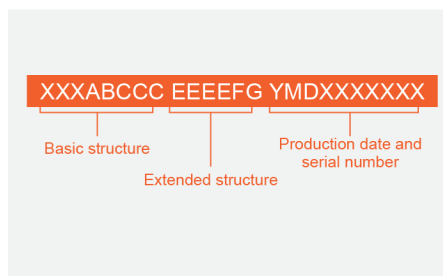 XXXABCCC EEEEFG YMDXXXXXXX
Basic structure
Extended structure
Production date and
serial number